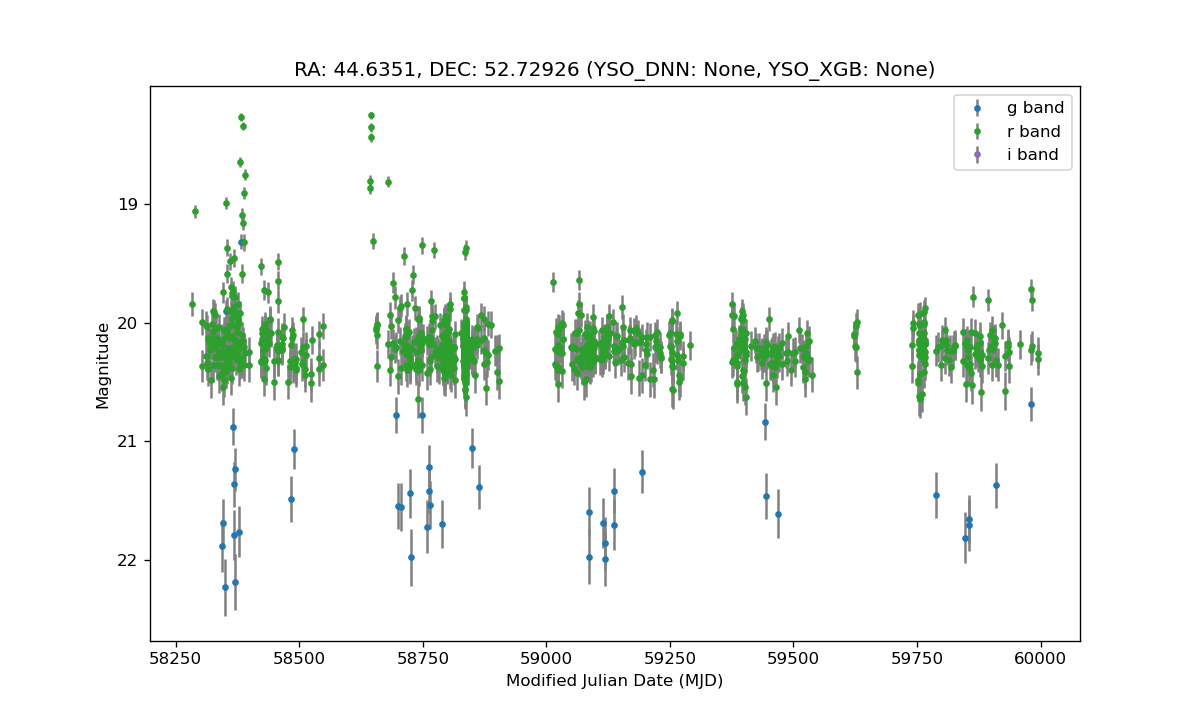 RA: 44.6351, DEC: 52.72926 (YSO_DNN: None, YSO_XGB: None)
g band
r band
i band
19
20
21
22
Magnitude
58250 58500 58750 59000 59250 59500 59750 60000
Modified Julian Date (MJD)